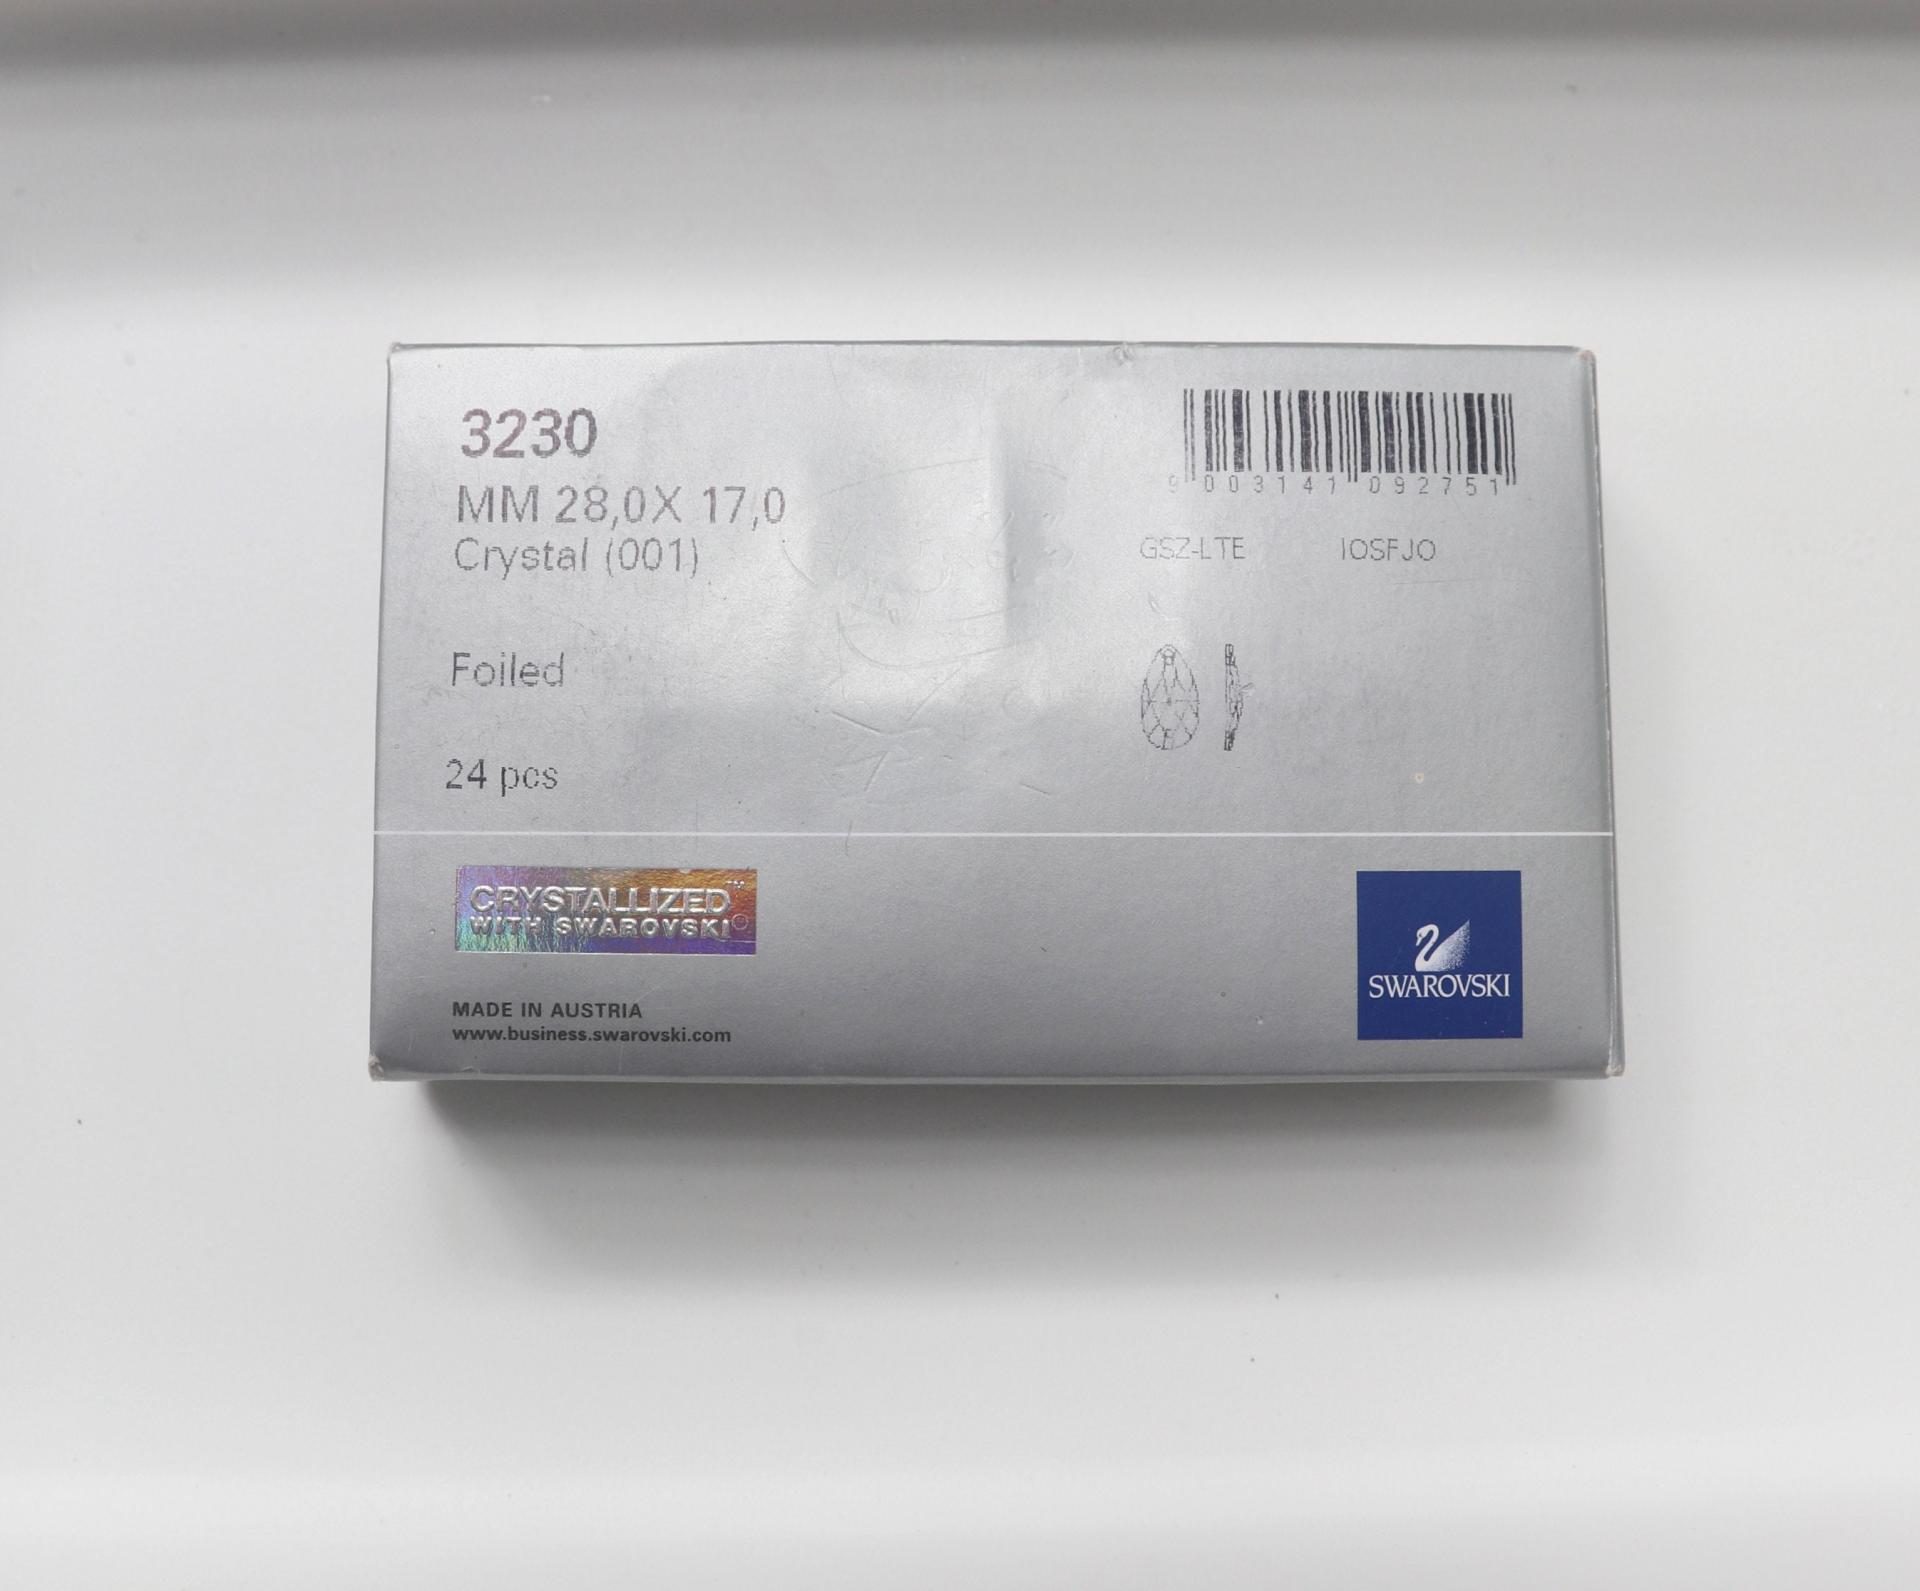 3230
MM 28,0X 17,0
Crystal (001)
Foiled
24 pcs
9 003141 092751
GSZ-LTE IOSFJO
CRYSTALLIZED™
WITH SWAROVSKI
MADE IN AUSTRIA
www.business.swarovski.com
SWAROVSKI